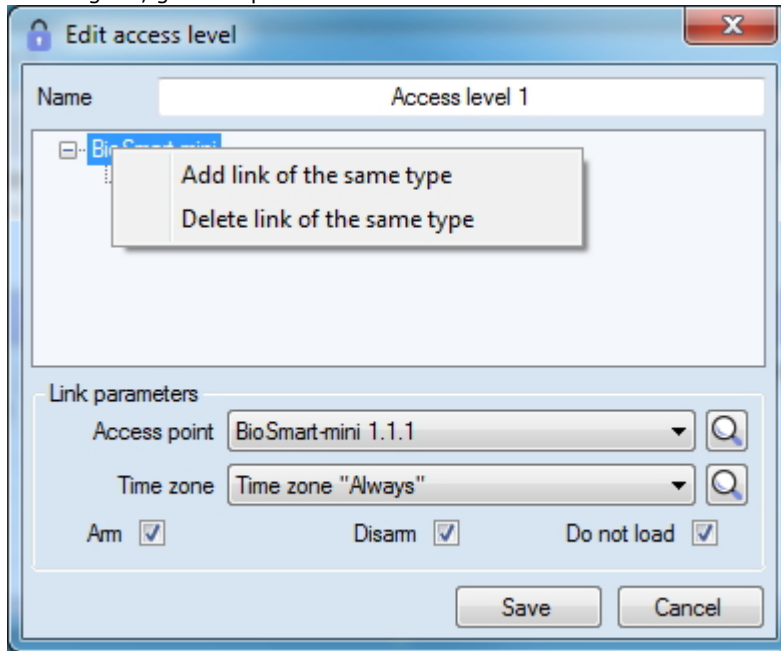 Edit access level
Name Access level 1
BioSmart-mini
Add link of the same type
Delete link of the same type
Link parameters
Access point BioSmart-mini 1.1.1
Time zone Time zone "Always"
Arm Disarm Do not load
Save Cancel